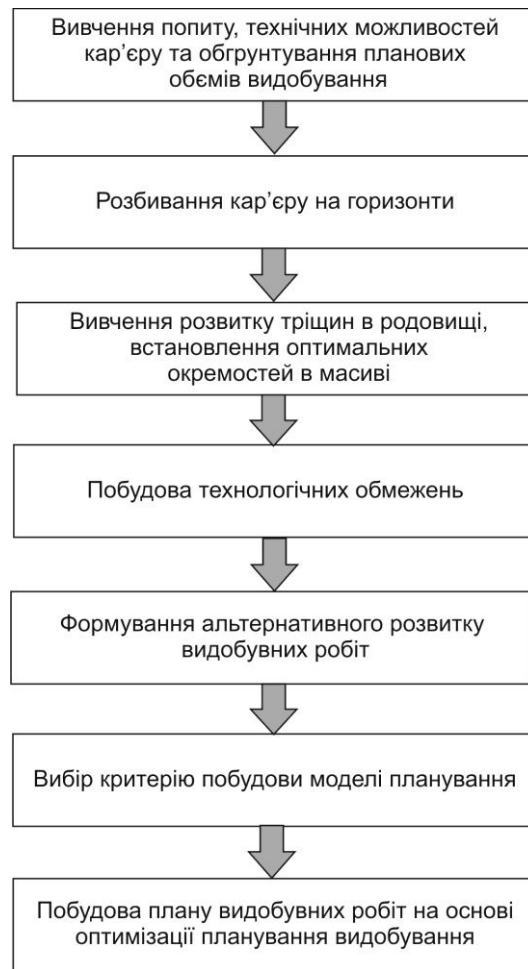 Вивчення попиту, технічних можливостей
кар’єру та обгрунтування планових
обємів видобування
Розбивання кар’єру на горизонти
Вивчення розвитку тріщин в родовищі,
встановлення оптимальних
окремостей в масиві
Побудова технологічних обмежень
Формування альтернативного розвитку
видобувних робіт
Вибір критерію побудови моделі планування
Побудова плану видобувних робіт на основі
оптимізації планування видобування